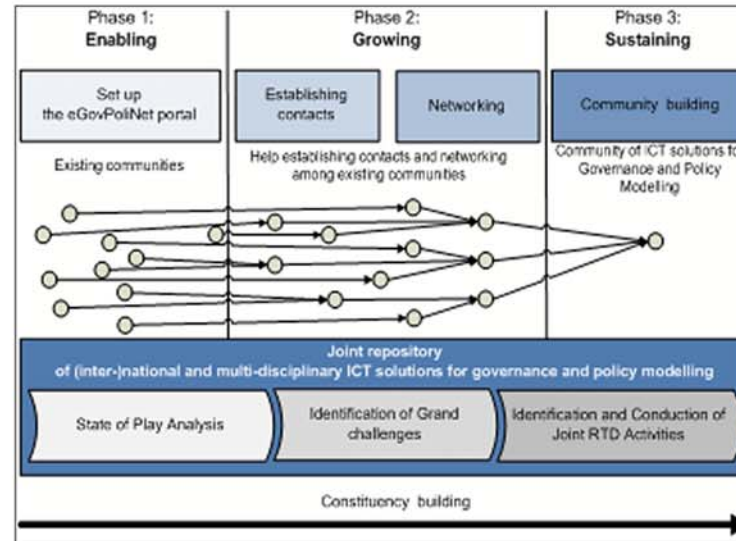 Phase 1:
Enabling
Phase 2:
Growing
Phase 3:
Sustaining
Set up
the eGovPoliNet portal
Establishing
contacts
Networking
Community building
Existing communities
Help establishing contacts and networking
among existing communities
Community of ICT solutions for
Governance and Policy
Modelling
Joint repository
of (inter-)national and multi-disciplinary ICT solutions for governance and policy modelling
State of Play Analysis
Identification of Grand
challenges
Identification and Conduction of
Joint RTD Activities
Constituency building